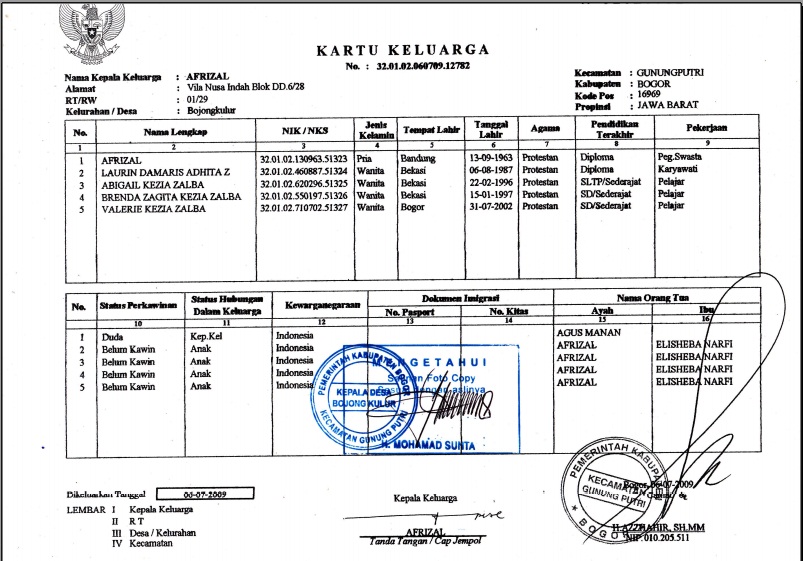 KARTU KELUARGA
No. : 32.01.02.060709.12782
Nama Kepala Keluarga : AFRIZAL
Alamat : Vila Nusa Indah Blok DD.6/28
RT/RW : 01/29
Kelurahan / Desa : Bojongkulur
Kecamatan : GUNUNGPUTRI
Kabupaten : BOGOR
Kode Pos : 16969
Propinsi : JAWA BARAT
No. Nama Lengkap NIK / NKS Jenis Kelamin Tempat Lahir Tanggal Lahir Agama Pendidikan Terakhir Pekerjaan
1 2 3 4 5 6 7 8 9
1 AFRIZAL 32.01.02.130963.51323 Pria Bandung 13-09-1963 Protestan Diploma Peg.Swasta
2 LAURIN DAMARIS ADHITA Z 32.01.02.460887.51324 Wanita Bekasi 06-08-1987 Protestan Diploma Karyawati
3 ABIGAIL KEZIA ZALBA 32.01.02.620296.51325 Wanita Bekasi 22-02-1996 Protestan SLTP/Sederajat Pelajar
4 BRENDA ZAGITA KEZIA ZALBA 32.01.02.550197.51326 Wanita Bekasi 15-01-1997 Protestan SD/Sederajat Pelajar
5 VALERIE KEZIA ZALBA 32.01.02.710702.51327 Wanita Bogor 31-07-2002 Protestan SD/Sederajat Pelajar
No. Status Perkawinan Status Hubungan Dalam Keluarga Kewarganegaraan Dokumen Imigrasi Nama Orang Tua
No. Pasport No. Kitas Ayah Ibu
10 11 12 13 14 15 16
1 Duda Kep.Kel Indonesia AGUS MANAN
2 Belum Kawin Anak Indonesia AFRIZAL ELISHEBA NARFI
3 Belum Kawin Anak Indonesia AFRIZAL ELISHEBA NARFI
4 Belum Kawin Anak Indonesia AFRIZAL ELISHEBA NARFI
5 Belum Kawin Anak Indonesia AFRIZAL ELISHEBA NARFI
MENGETAHUI
Foto Copy
PEMERINTAH KABUPATEN BOGOR
KEPALA DESA
BOJONG KULUR
KECAMATAN GUNUNG PUTRI
H. MOHAMAD SUNTA
PEMERINTAH KABUPA
KECAMATAN
GUNUNG PUTRI
BOGOR
Dikeluarkan Tanggal 06-07-2009
LEMBAR I Kepala Keluarga
II R T
III Desa / Kelurahan
IV Kecamatan
Kepala Keluarga
AFRIZAL
Tanda Tangan / Cap Jempol
Bogor, 06-07-2009
H.AZZHAHIR, SH.MM
NIP. 010.205.511